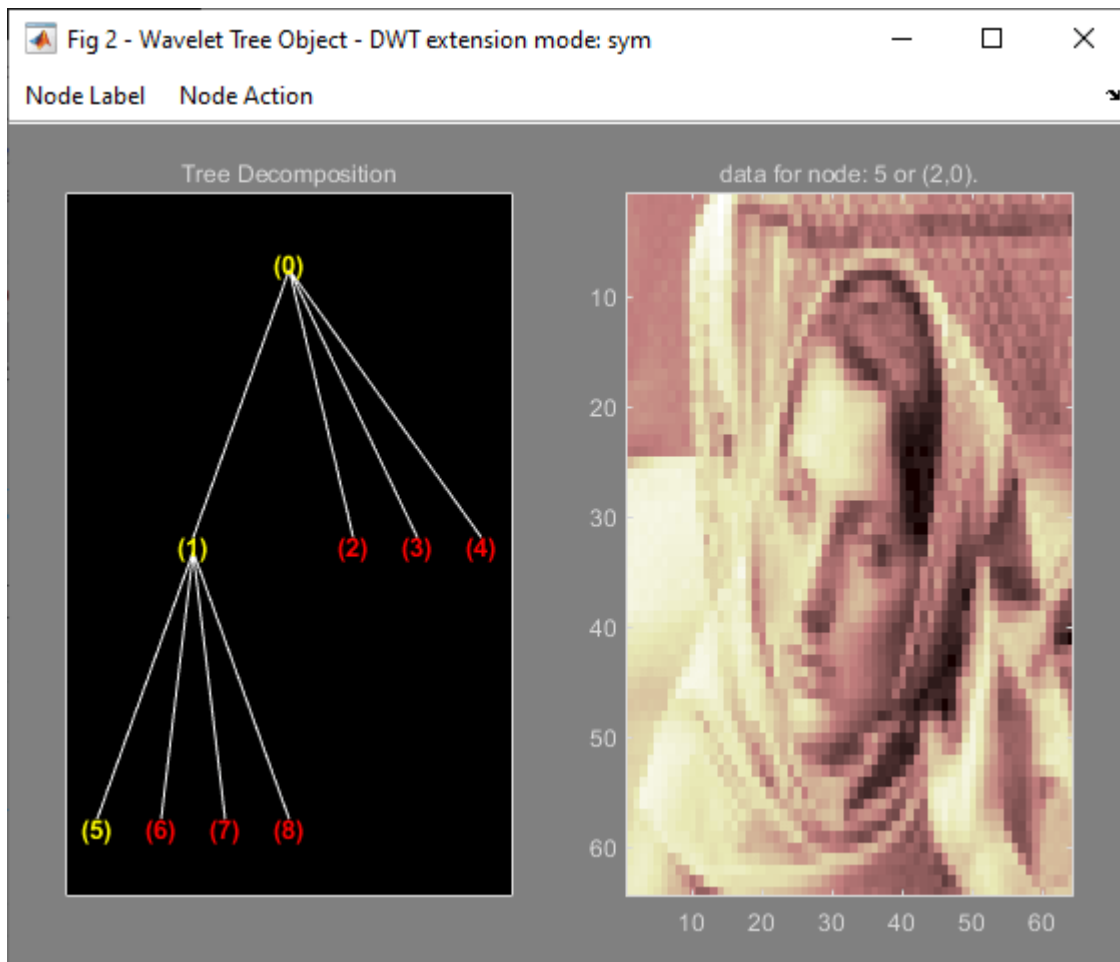 Fig 2 - Wavelet Tree Object - DWT extension mode: sym
Node Label Node Action
Tree Decomposition
(0)
(1) (2) (3) (4)
(5) (6) (7) (8)
data for node: 5 or (2,0).
10
20
30
40
50
60
10 20 30 40 50 60